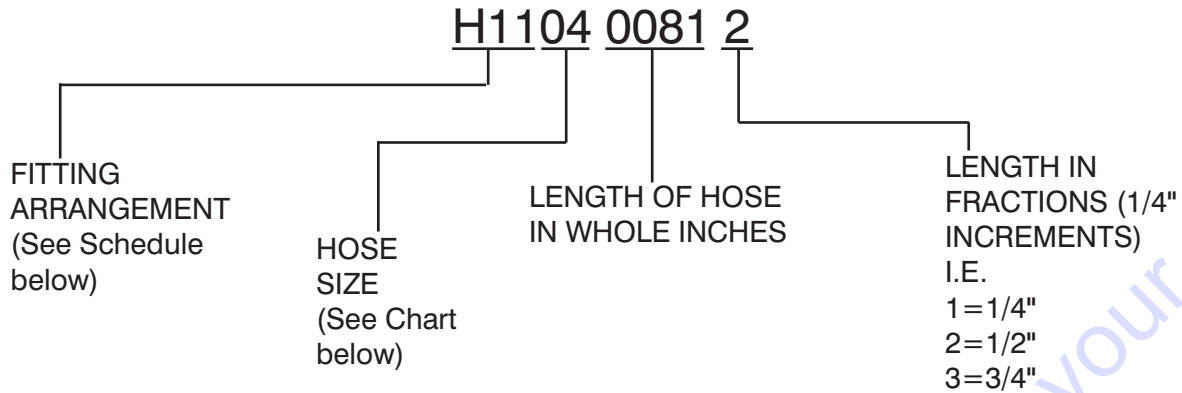 H1104 0081 2
FITTING
ARRANGEMENT
(See Schedule
below)
HOSE
SIZE
(See Chart
below)
LENGTH OF HOSE
IN WHOLE INCHES
LENGTH IN
FRACTIONS (1/4"
INCREMENTS)
I.E.
1=1/4"
2=1/2"
3=3/4"
your